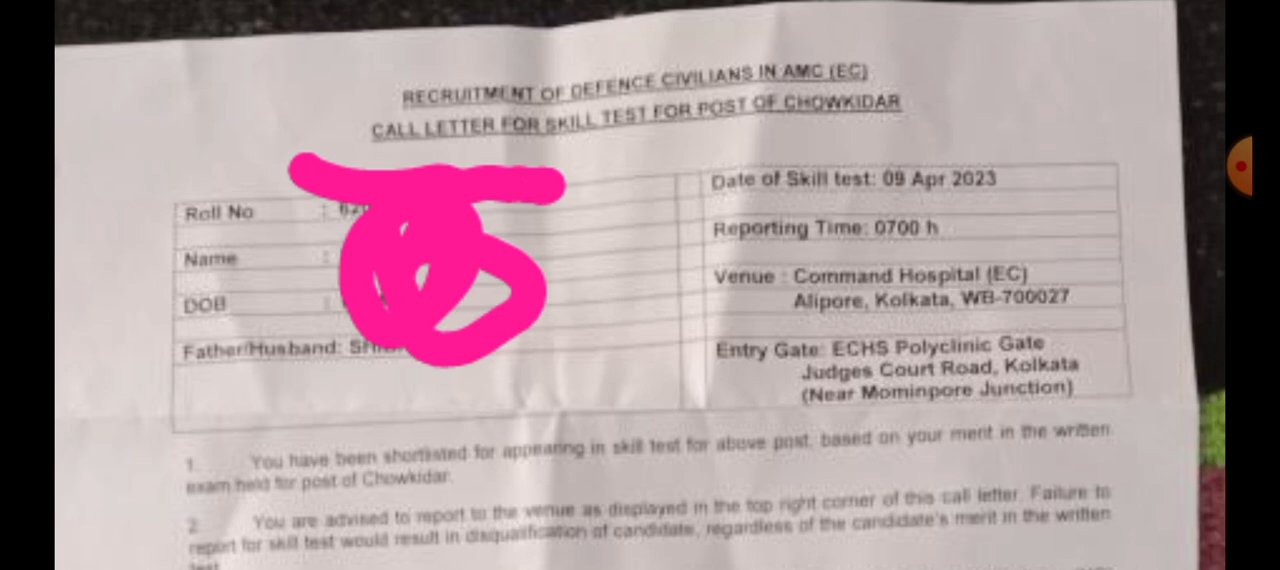 RECRUITMENT OF DEFENCE CIVILIANS IN AMC (EC)
CALL LETTER FOR SKILL TEST FOR POST OF CHOWKIDAR
Roll No :
Name :
DOB :
Father/Husband:
Date of Skill test: 09 Apr 2023
Reporting Time: 0700 h
Venue : Command Hospital (EC)
Alipore, Kolkata, WB-700027
Entry Gate: ECHS Polyclinic Gate
Judges Court Road, Kolkata
(Near Mominpore Junction)
1. You have been shortlisted for appearing in skill test for above post, based on your merit in the written
exam held for post of Chowkidar.
2. You are advised to report to the venue as displayed in the top right corner of this call letter. Failure to
report for skill test would result in disqualification of candidate, regardless of the candidate's merit in the written
test